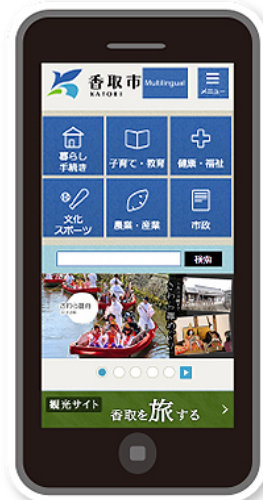 香取市
KATORI
Multilingual
メニュー
暮らし
手続き
子育て・教育
健康・福祉
文化
スポーツ
農業・産業
市政
検索
観光サイト
香取を旅する